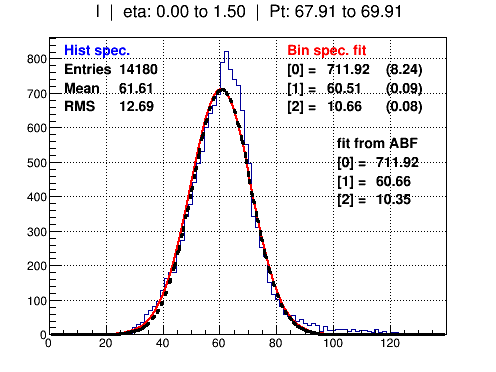 I | eta: 0.00 to 1.50 | Pt: 67.91 to 69.91
Hist spec.
Entries 14180
Mean 61.61
RMS 12.69
Bin spec. fit
[0] = 711.92 (8.24)
[1] = 60.51 (0.09)
[2] = 10.66 (0.08)
fit from ABF
[0] = 711.92
[1] = 60.66
[2] = 10.35
800
700
600
500
400
300
200
100
0
0 20 40 60 80 100 120